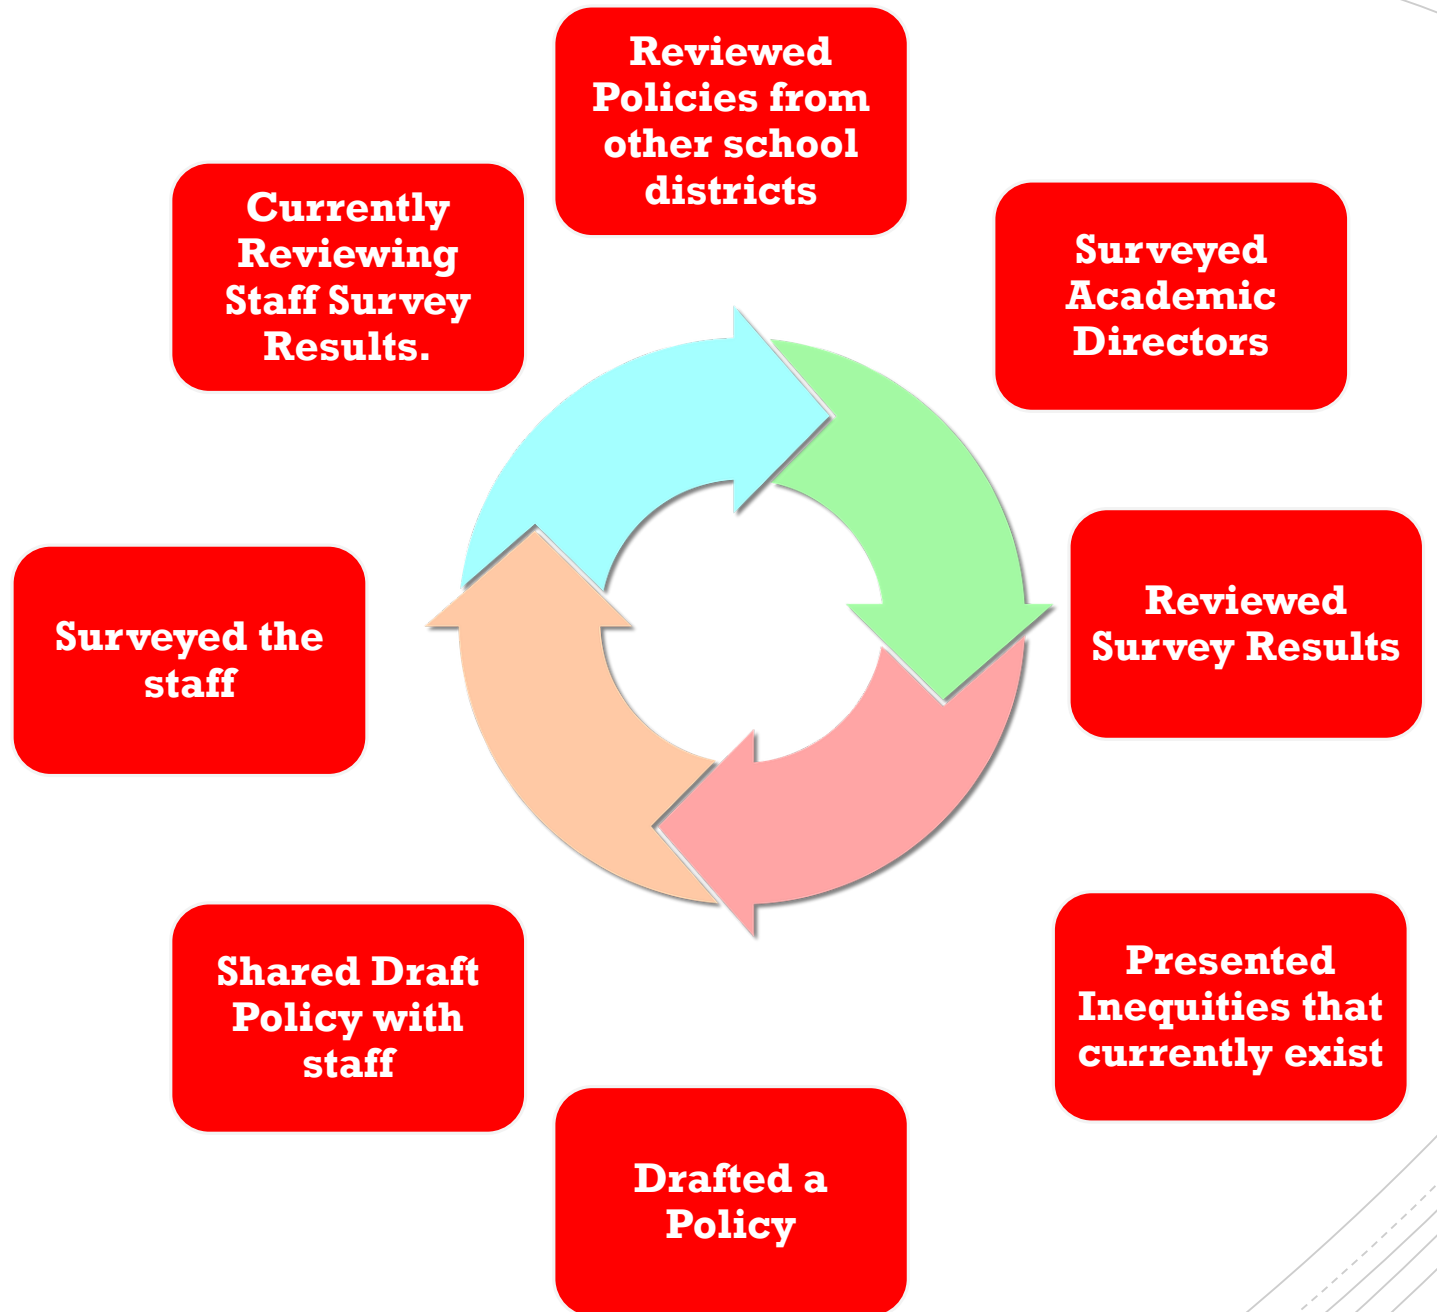 Reviewed
Policies from
other school
districts
Surveyed
Academic
Directors
Reviewed
Survey Results
Presented
Inequities that
currently exist
Drafted a
Policy
Shared Draft
Policy with
staff
Surveyed the
staff
Currently
Reviewing
Staff Survey
Results.